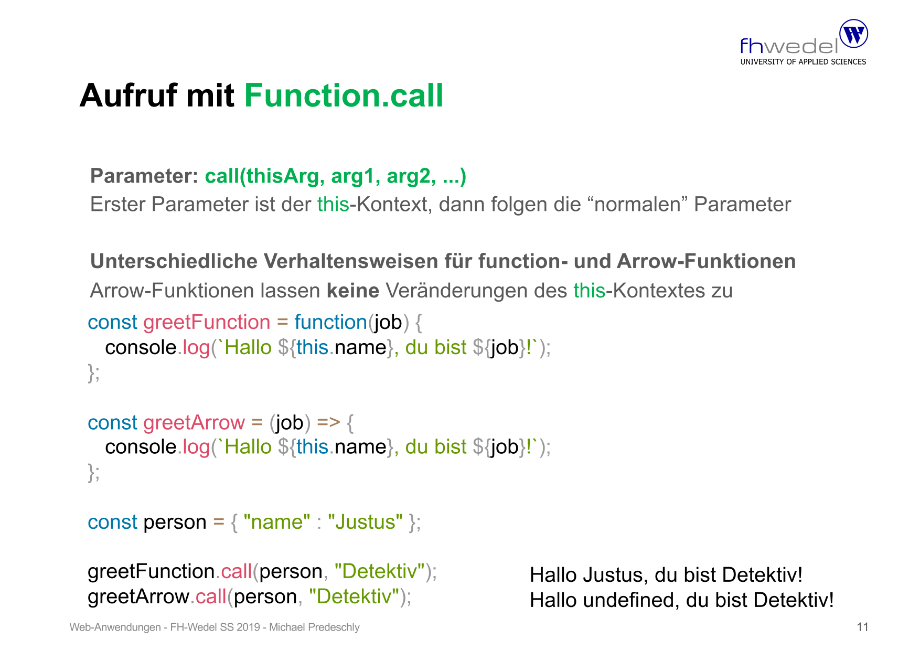 fhwedel
UNIVERSITY OF APPLIED SCIENCES
Aufruf mit Function.call
Parameter: call(thisArg, arg1, arg2, ...)
Erster Parameter ist der this-Kontext, dann folgen die “normalen” Parameter
Unterschiedliche Verhaltensweisen für function- und Arrow-Funktionen
Arrow-Funktionen lassen keine Veränderungen des this-Kontextes zu
const greetFunction = function(job) {
console.log(`Hallo ${this.name}, du bist ${job}!`);
};
const greetArrow = (job) => {
console.log(`Hallo ${this.name}, du bist ${job}!`);
};
const person = { "name" : "Justus" };
greetFunction.call(person, "Detektiv");
greetArrow.call(person, "Detektiv");
Hallo Justus, du bist Detektiv!
Hallo undefined, du bist Detektiv!
Web-Anwendungen - FH-Wedel SS 2019 - Michael Predeschly
11